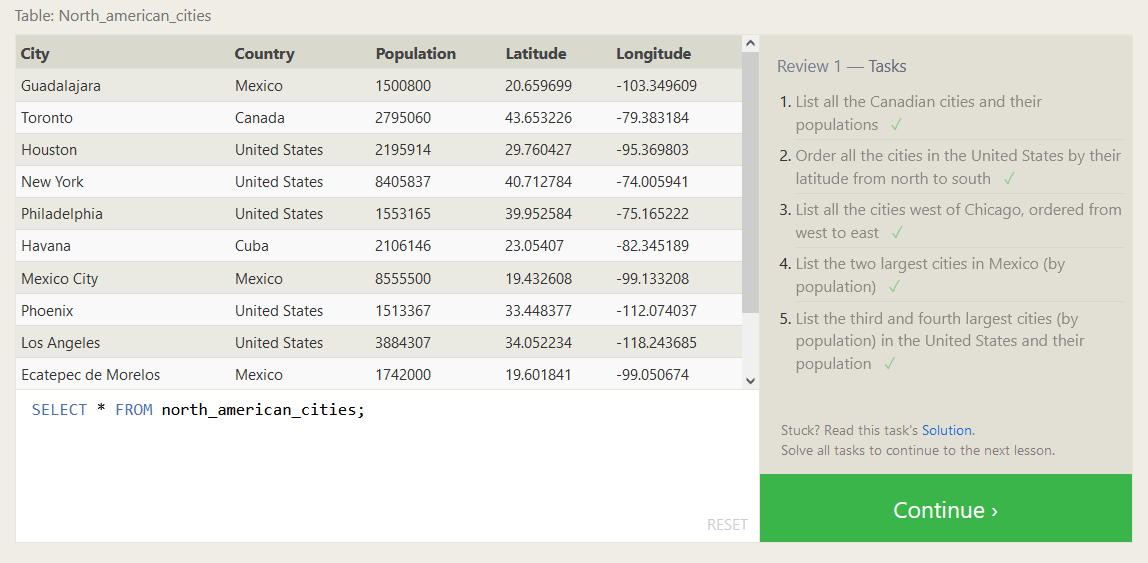 Table: North_american_cities
City Country Population Latitude Longitude
Guadalajara Mexico 1500800 20.659699 -103.349609
Toronto Canada 2795060 43.653226 -79.383184
Houston United States 2195914 29.760427 -95.369803
New York United States 8405837 40.712784 -74.005941
Philadelphia United States 1553165 39.952584 -75.165222
Havana Cuba 2106146 23.05407 -82.345189
Mexico City Mexico 8555500 19.432608 -99.133208
Phoenix United States 1513367 33.448377 -112.074037
Los Angeles United States 3884307 34.052234 -118.243685
Ecatepec de Morelos Mexico 1742000 19.601841 -99.050674
SELECT * FROM north_american_cities;
RESET
Review 1 — Tasks
1. List all the Canadian cities and their
populations ✓
2. Order all the cities in the United States by their
latitude from north to south ✓
3. List all the cities west of Chicago, ordered from
west to east ✓
4. List the two largest cities in Mexico (by
population) ✓
5. List the third and fourth largest cities (by
population) in the United States and their
population ✓
Stuck? Read this task's Solution.
Solve all tasks to continue to the next lesson.
Continue ›